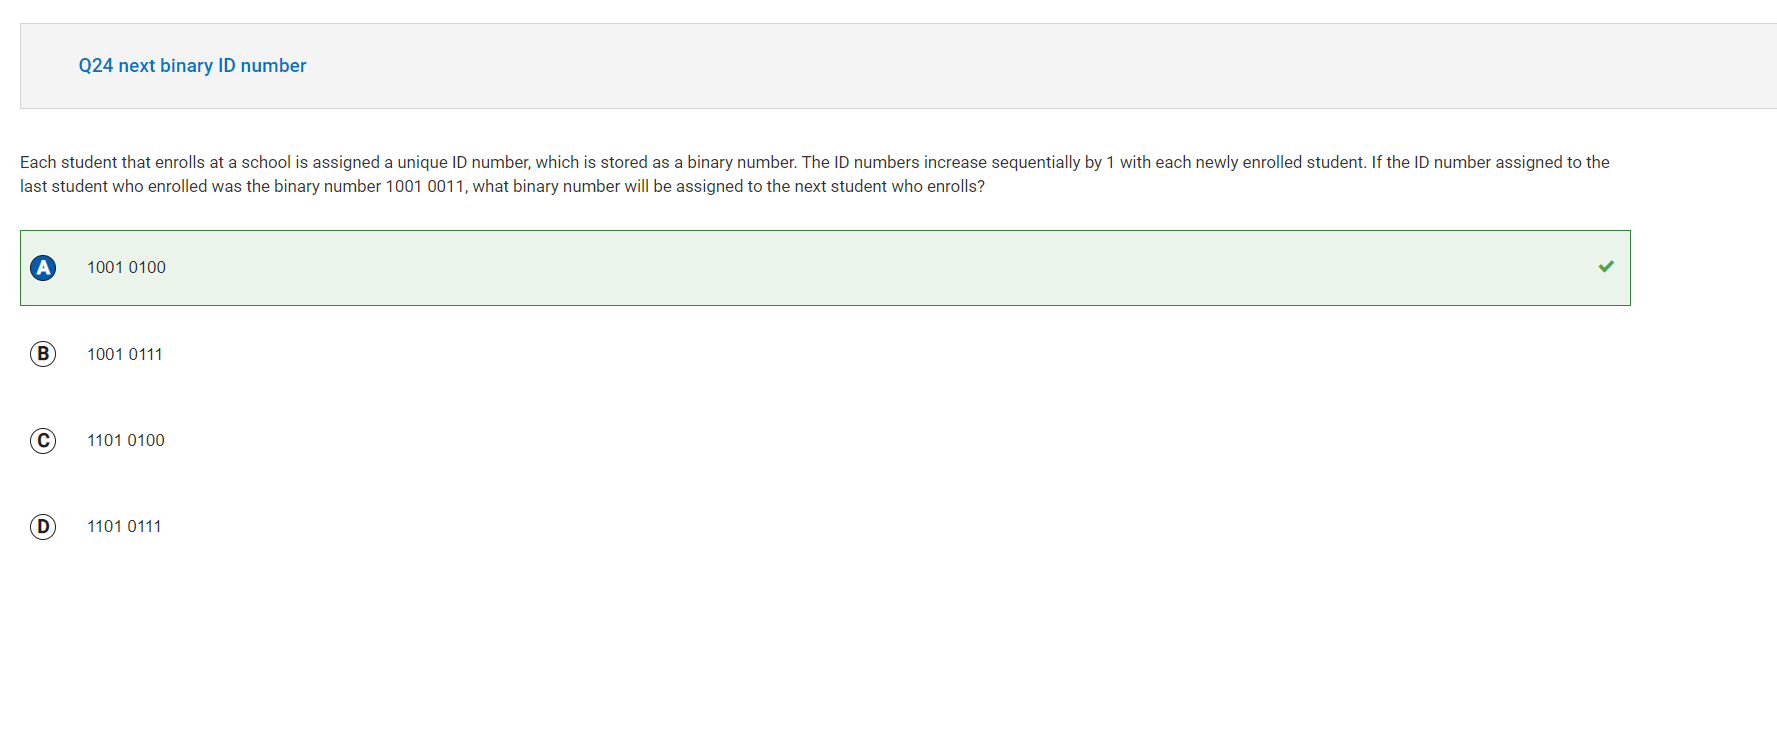 Q24 next binary ID number
Each student that enrolls at a school is assigned a unique ID number, which is stored as a binary number. The ID numbers increase sequentially by 1 with each newly enrolled student. If the ID number assigned to the
last student who enrolled was the binary number 1001 0011, what binary number will be assigned to the next student who enrolls?
A 1001 0100
B 1001 0111
C 1101 0100
D 1101 0111